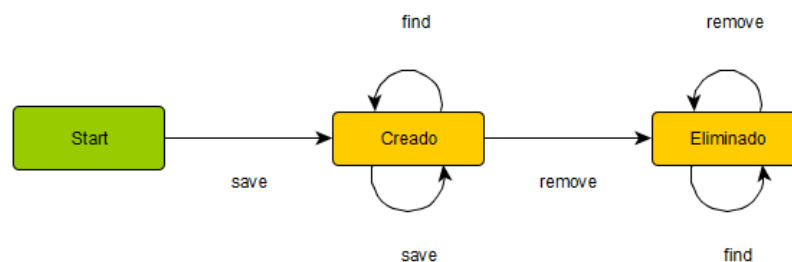 find
remove
Start
Creado
Eliminado
save
remove
save
find